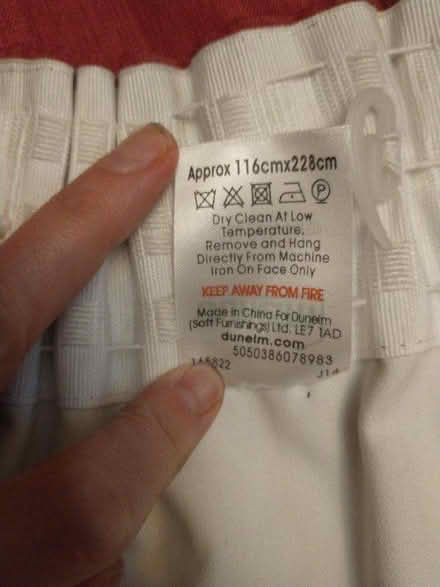 Approx 116cmx228cm
P
Dry Clean At Low
Temperature.
Remove and Hang
Directly From Machine
Iron On Face Only
KEEP AWAY FROM FIRE
Made in China For Dunelm
(Soft Furnishings) Ltd. LE7 1AD
dunelm.com
5050386078983